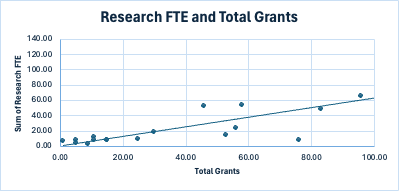 Research FTE and Total Grants
Sum of Research FTE
140.00
120.00
100.00
80.00
60.00
40.00
20.00
0.00
0.00 20.00 40.00 60.00 80.00 100.00
Total Grants